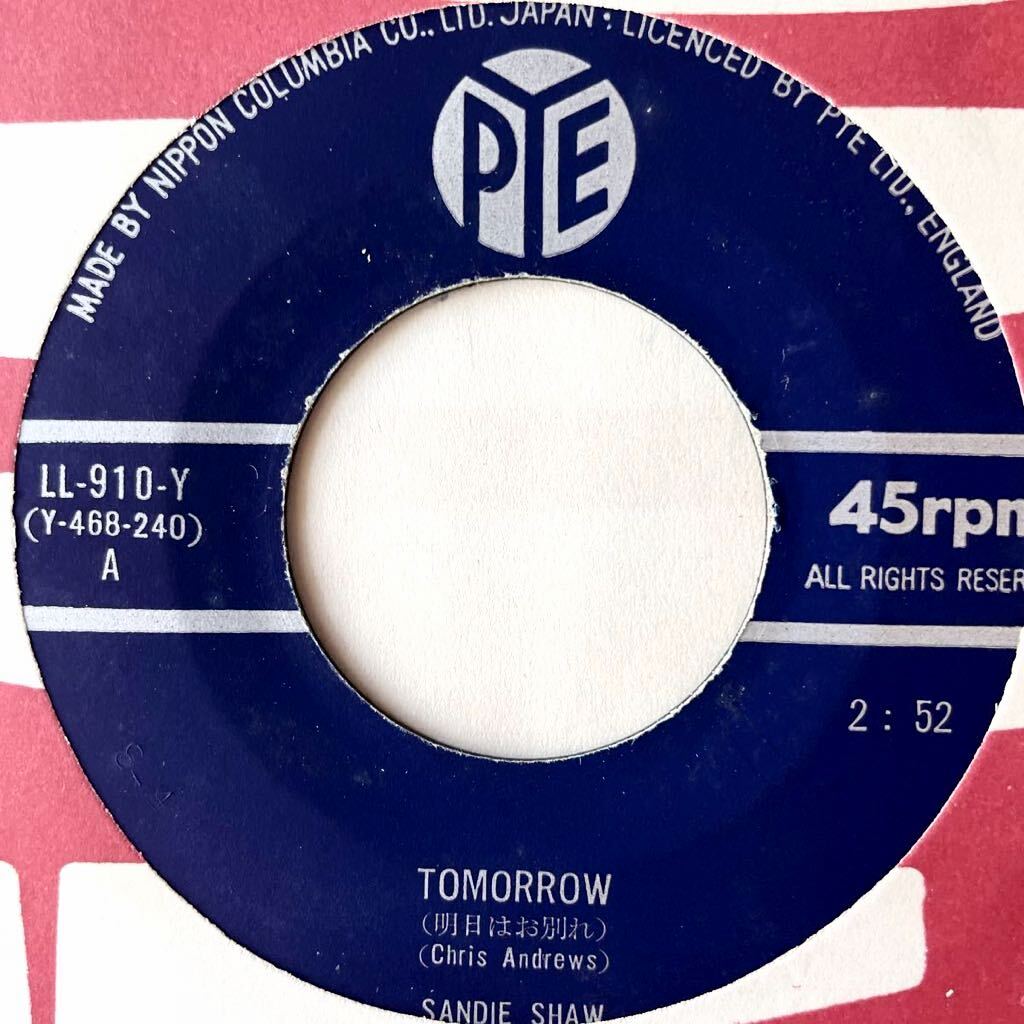 MADE BY NIPPON COLUMBIA CO., LTD. JAPAN · LICENCED BY PYE LTD., ENGLAND
PYE
LL-910-Y
(Y-468-240)
A
45rpm
ALL RIGHTS RESER
2 : 52
TOMORROW
(明日はお別れ)
(Chris Andrews)
SANDIE SHAW